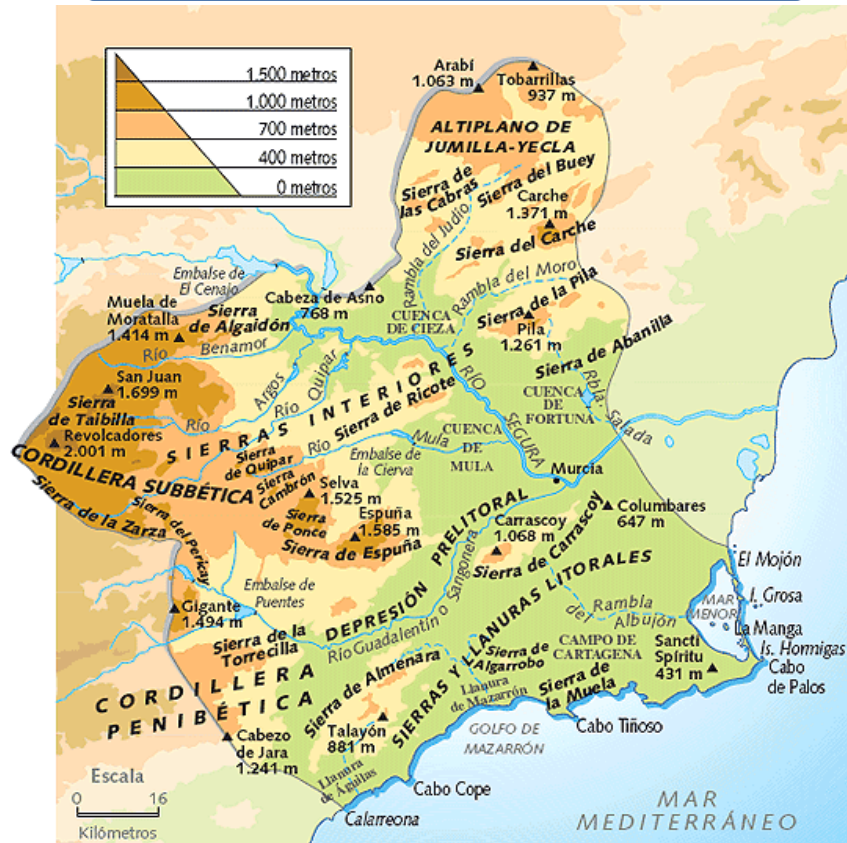 1.500 metros
1.000 metros
700 metros
400 metros
0 metros
Arabí
1.063 m
Tobarrillas
937 m
ALTIPLANO DE
JUMILLA-YECLA
Sierra de
las Cabras
Sierra del Buey
Carche
1.371 m
Rambla del Judío
Sierra del Carche
Embalse de
El Cenajo
Rambla del Moro
Cabeza de Asno
768 m
Muela de
Moratalla
1.414 m
Sierra
de Algaidón
CUENCA
DE CIEZA
Sierra de la Pila
Pila
1.261 m
Río Benamor
Sierra de Abanilla
San Juan
1.699 m
Río Argos
Río Quipar
SIERRAS INTERIORES
RÍO SEGURA
CUENCA
DE
FORTUNA
Rbla Salada
Sierra
de Taibilla
Sierra de Ricote
Revolcadores
2.001 m
Río Mula
CUENCA
DE
MULA
Sierra
de Quipar
Embalse de
la Cierva
CORDILLERA SUBBÉTICA
Sierra
Cambrón
Selva
1.525 m
Murcia
Sierra de la Zarza
Sierra del Pericay
Sierra
de Ponce
Espuña
1.585 m
Sierra de Espuña
DEPRESIÓN PRELITORAL
Columbares
647 m
Carrascoy
1.068 m
Sierra de Carrascoy
El Mojón
Embalse de
Puentes
Gigante
1.494 m
MAR
MENOR
I. Grosa
Rambla
del Albujón
Sierra de la
Torrecilla
Río Guadalentín o Sangonera
SIERRAS Y LLANURAS LITORALES
La Manga
Is. Hormigas
CAMPO DE
CARTAGENA
Sancti
Spíritu
431 m
Cabo
de Palos
Sierra de
Algarrobo
CORDILLERA
PENIBÉTICA
Sierra de Almenara
Llanura
de Mazarrón
Sierra de
la Muela
Cabo Tiñoso
Talayón
881 m
GOLFO DE
MAZARRÓN
Cabezo
de Jara
1.241 m
Llanura
de Águilas
Cabo Cope
Calarreona
MAR
MEDITERRÁNEO
Escala
0 16
Kilómetros